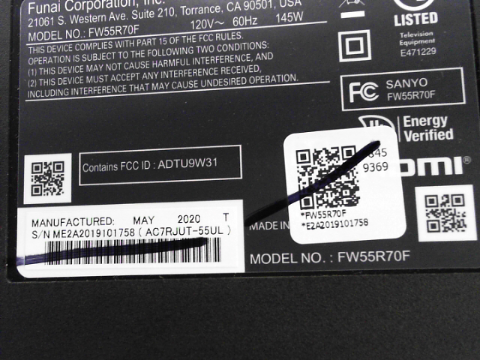 Funai Corporation, Inc.
21061 S. Western Ave. Suite 210, Torrance, CA 90501, USA
MODEL NO : FW55R70F 120V~ 60Hz 145W
THIS DEVICE COMPLIES WITH PART 15 OF THE FCC RULES.
OPERATION IS SUBJECT TO THE FOLLOWING TWO CONDITIONS:
(1) THIS DEVICE MAY NOT CAUSE HARMFUL INTERFERENCE, AND
(2) THIS DEVICE MUST ACCEPT ANY INTERFERENCE RECEIVED,
INCLUDING INTERFERENCE THAT MAY CAUSE UNDESIRED OPERATION.
UL
LISTED
Television
Equipment
E471229
FC SANYO
FW55R70F
Energy
Verified
Contains FCC ID : ADTU9W31
9369
*FW55R70F
*E2A2019101758
MANUFACTURED: MAY 2020 T
S/N ME2A2019101758 ( AC7RJUT-55UL )
MADE IN
MODEL NO. : FW55R70F